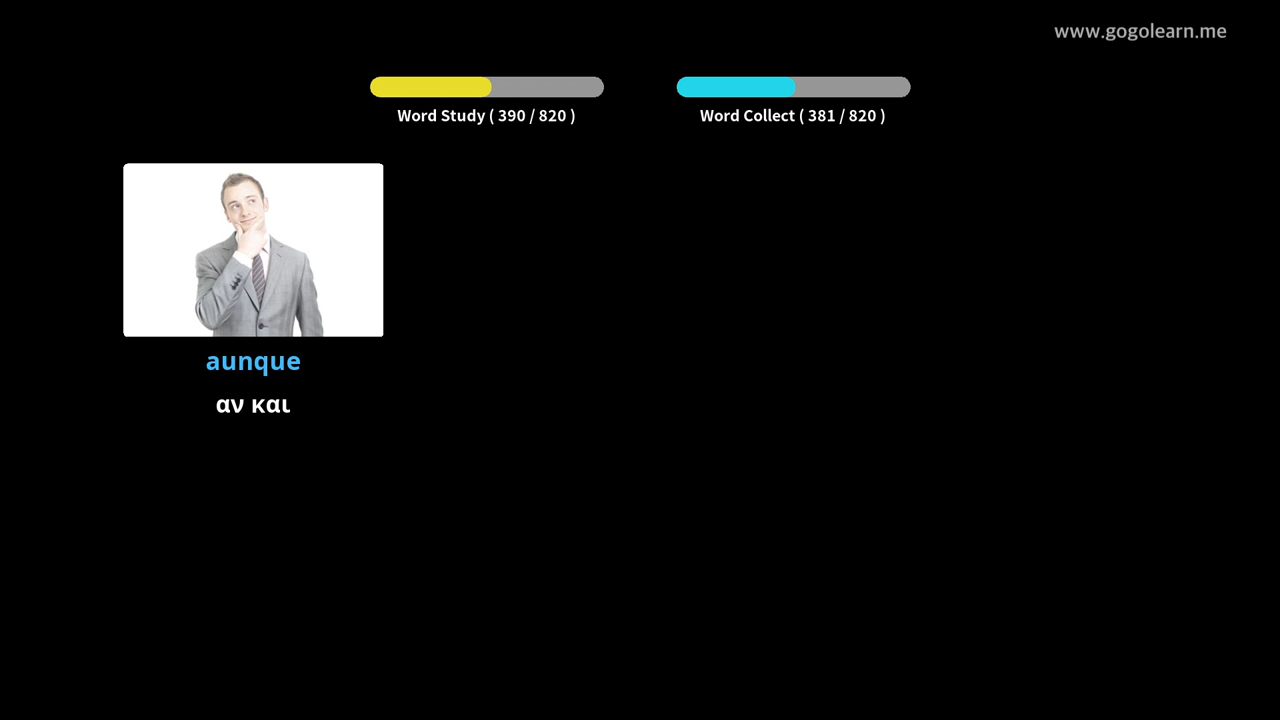 www.gogolearn.me
Word Study ( 390 / 820 )
Word Collect ( 381 / 820 )
aunque
αν και